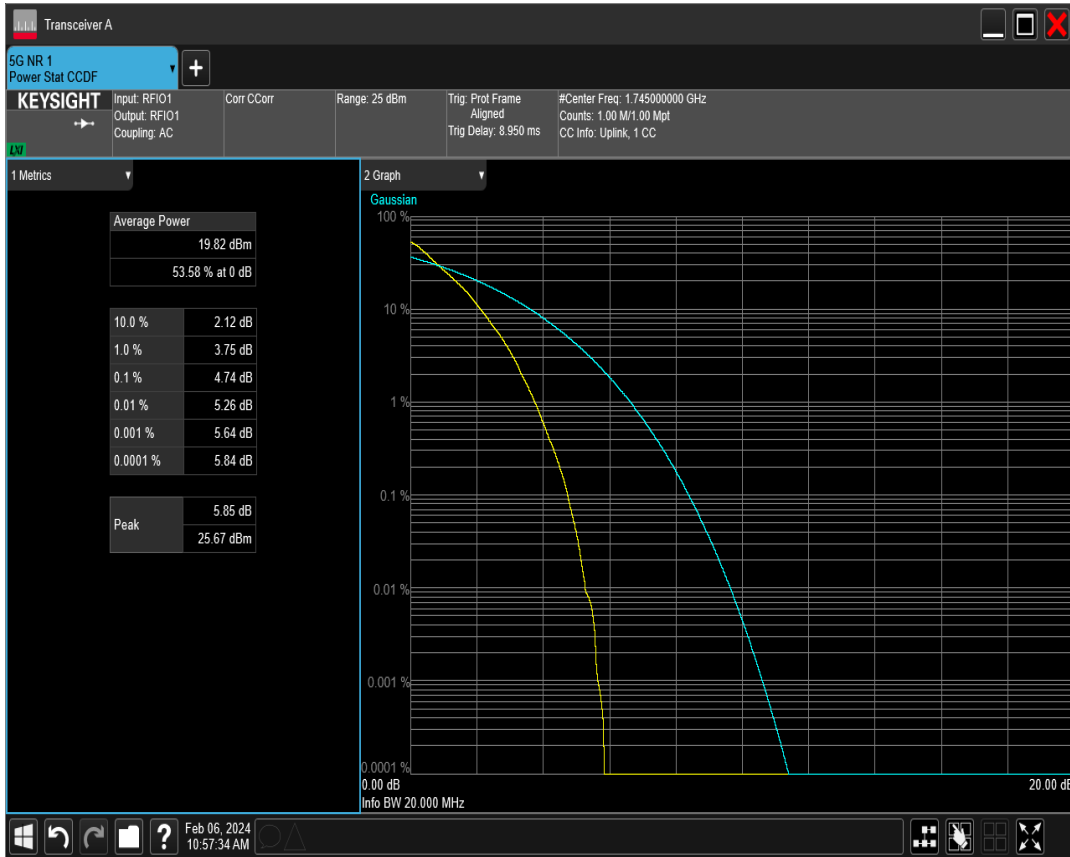 Transceiver A
5G NR 1
Power Stat CCDF
KEYSIGHT
LXI
Input: RFIO1
Output: RFIO1
Coupling: AC
Corr CCorr
Range: 25 dBm
Trig: Prot Frame
Aligned
Trig Delay: 8.950 ms
#Center Freq: 1.745000000 GHz
Counts: 1.00 M/1.00 Mpt
CC Info: Uplink, 1 CC
1 Metrics
Average Power
19.82 dBm
53.58 % at 0 dB
10.0 % 2.12 dB
1.0 % 3.75 dB
0.1 % 4.74 dB
0.01 % 5.26 dB
0.001 % 5.64 dB
0.0001 % 5.84 dB
Peak
5.85 dB
25.67 dBm
2 Graph
Gaussian
100 %
10 %
1 %
0.1 %
0.01 %
0.001 %
0.0001 %
0.00 dB
20.00 dB
Info BW 20.000 MHz
?
Feb 06, 2024
10:57:34 AM